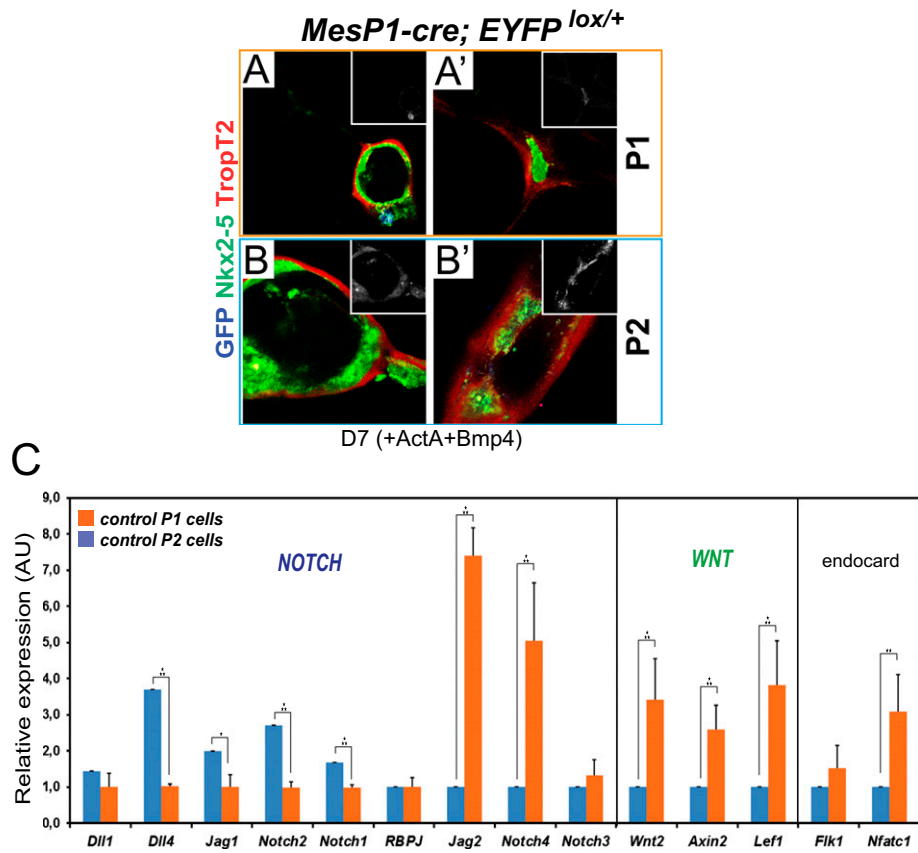 MesP1-cre; EYFP lox/+
A
A'
P1
GFP Nkx2-5 TropT2
B
B'
P2
D7 (+ActA+Bmp4)
C
Relative expression (AU)
9,0
8,0
7,0
6,0
5,0
4,0
3,0
2,0
1,0
0,0
control P1 cells
control P2 cells
NOTCH
WNT
endocard
Dll1 Dll4 Jag1 Notch2 Notch1 RBPJ Jag2 Notch4 Notch3 Wnt2 Axin2 Lef1 Flk1 Nfatc1